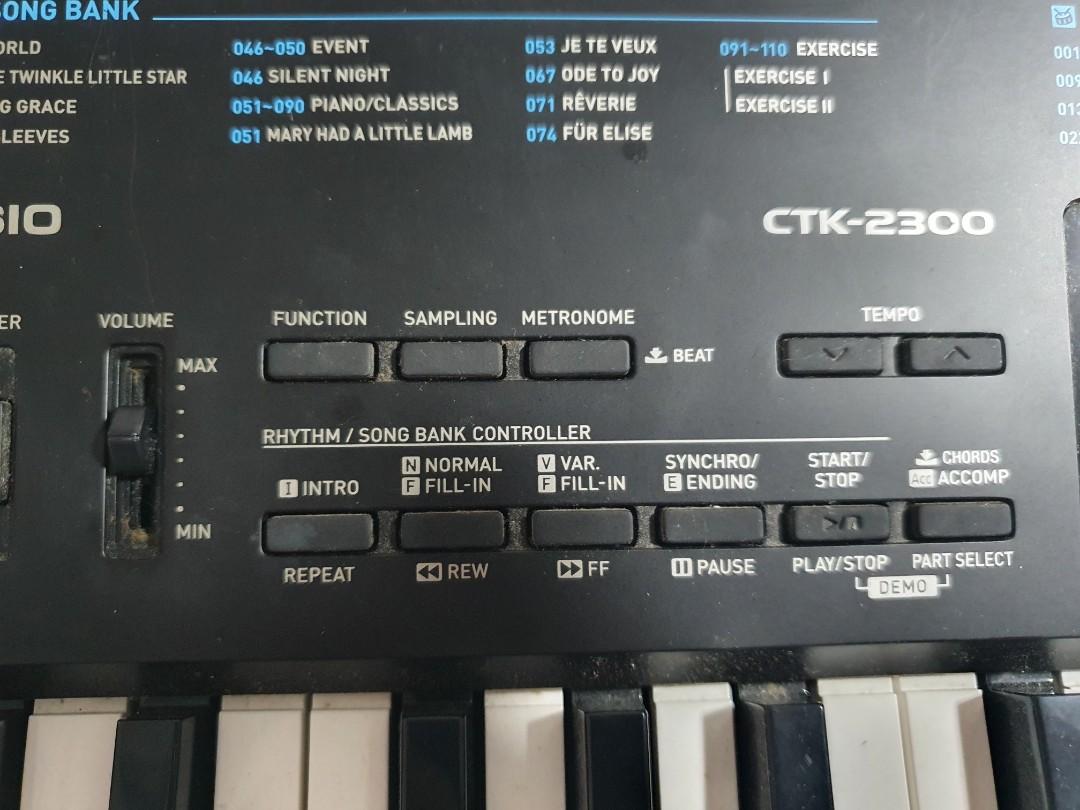 SONG BANK
ORLD
046~050 EVENT
053 JE TE VEUX
091~110 EXERCISE
001
E TWINKLE LITTLE STAR
046 SILENT NIGHT
067 ODE TO JOY
EXERCISE I
009
G GRACE
051~090 PIANO/CLASSICS
071 RÊVERIE
EXERCISE II
LEEVES
051 MARY HAD A LITTLE LAMB
074 FÜR ELISE
SIO
CTK-2300
ER
VOLUME
FUNCTION
SAMPLING
METRONOME
TEMPO
MAX
BEAT
RHYTHM / SONG BANK CONTROLLER
N NORMAL
V VAR.
SYNCHRO/
START/
CHORDS
I INTRO
F FILL-IN
F FILL-IN
E ENDING
STOP
Acc ACCOMP
MIN
REPEAT
REW
FF
PAUSE
PLAY/STOP
PART SELECT
DEMO